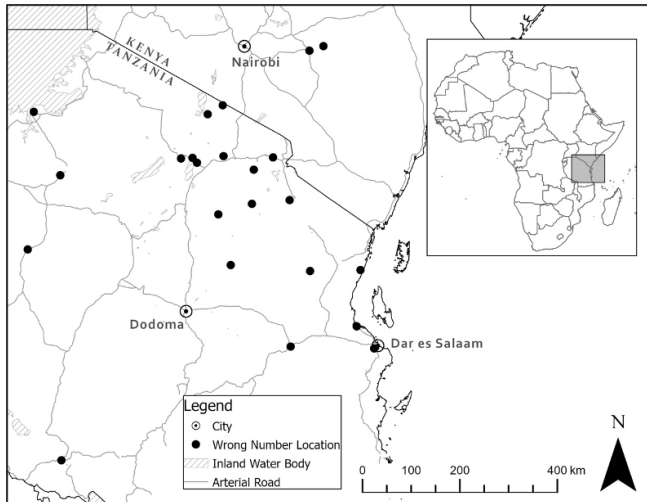 KENYA
TANZANIA
Nairobi
Dodoma
Dar es Salaam
Legend
City
Wrong Number Location
Inland Water Body
Arterial Road
N
0 100 200 400 km